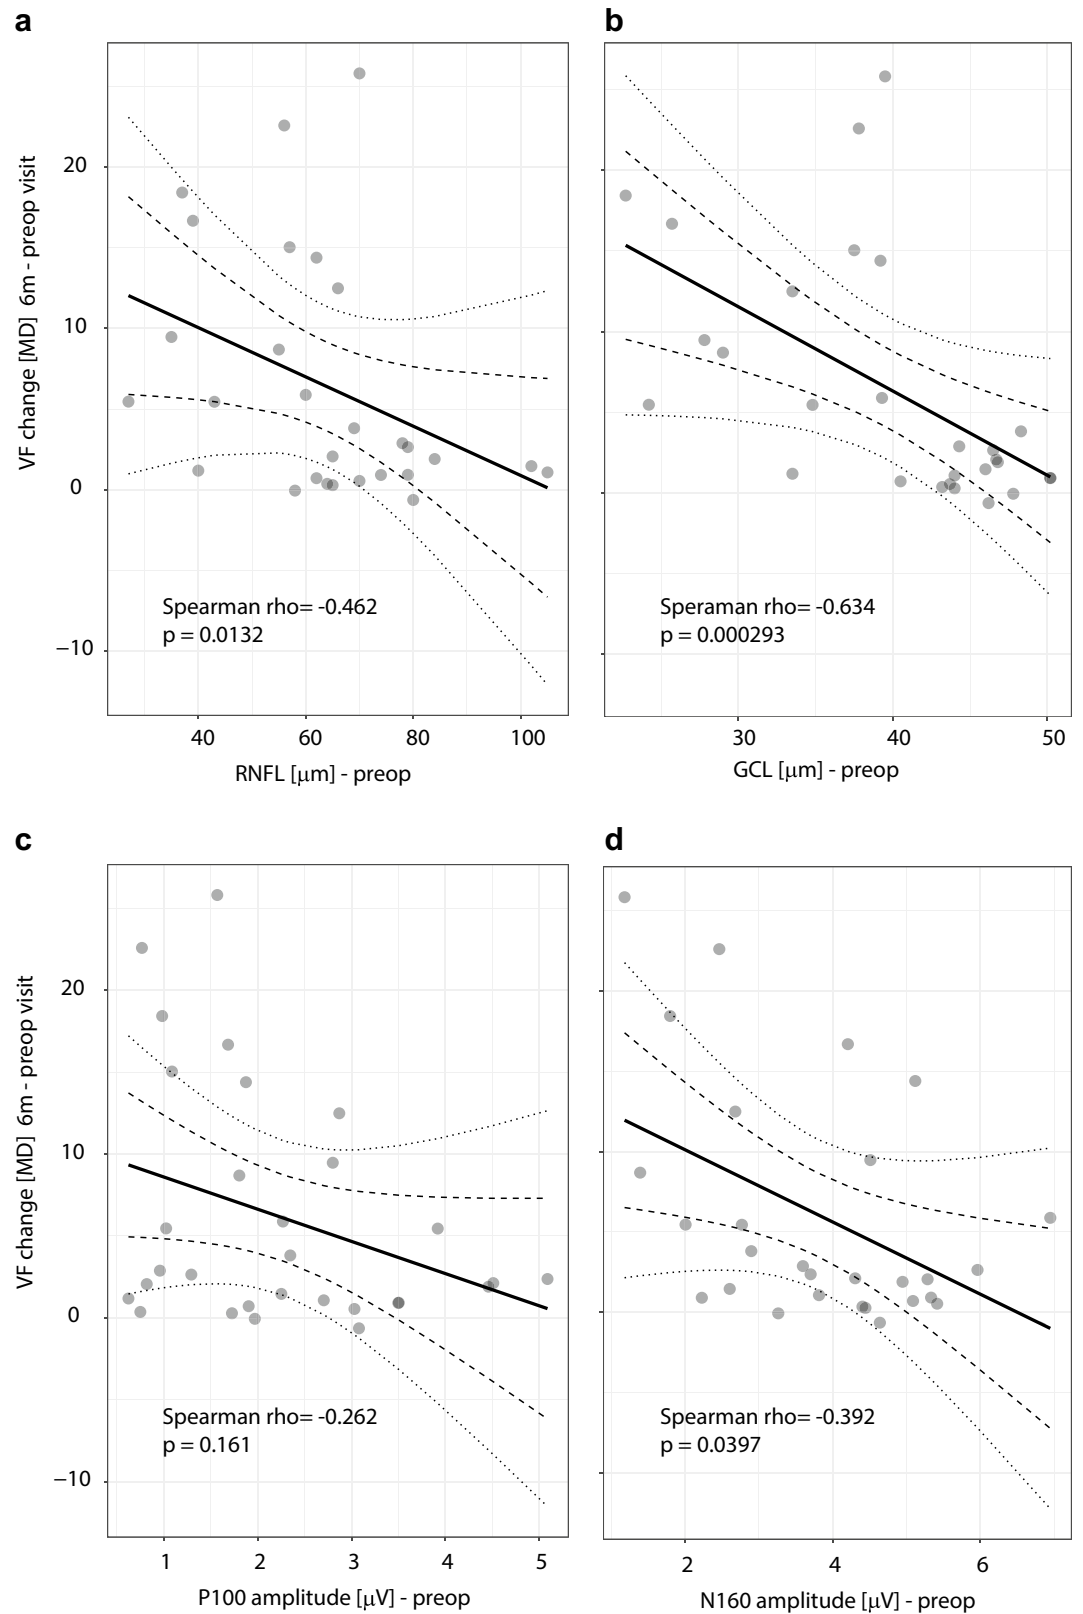 a
VF change [MD]  6m - preop visit
20
10
0
−10
Spearman rho= -0.462
p = 0.0132
40 60 80 100
RNFL [μm] - preop
b
Speraman rho= -0.634
p = 0.000293
30 40 50
GCL [μm] - preop
c
VF change [MD]  6m - preop visit
20
10
0
−10
Spearman rho= -0.262
p = 0.161
1 2 3 4 5
P100 amplitude [μV] - preop
d
Spearman rho= -0.392
p = 0.0397
2 4 6
N160 amplitude [μV] - preop